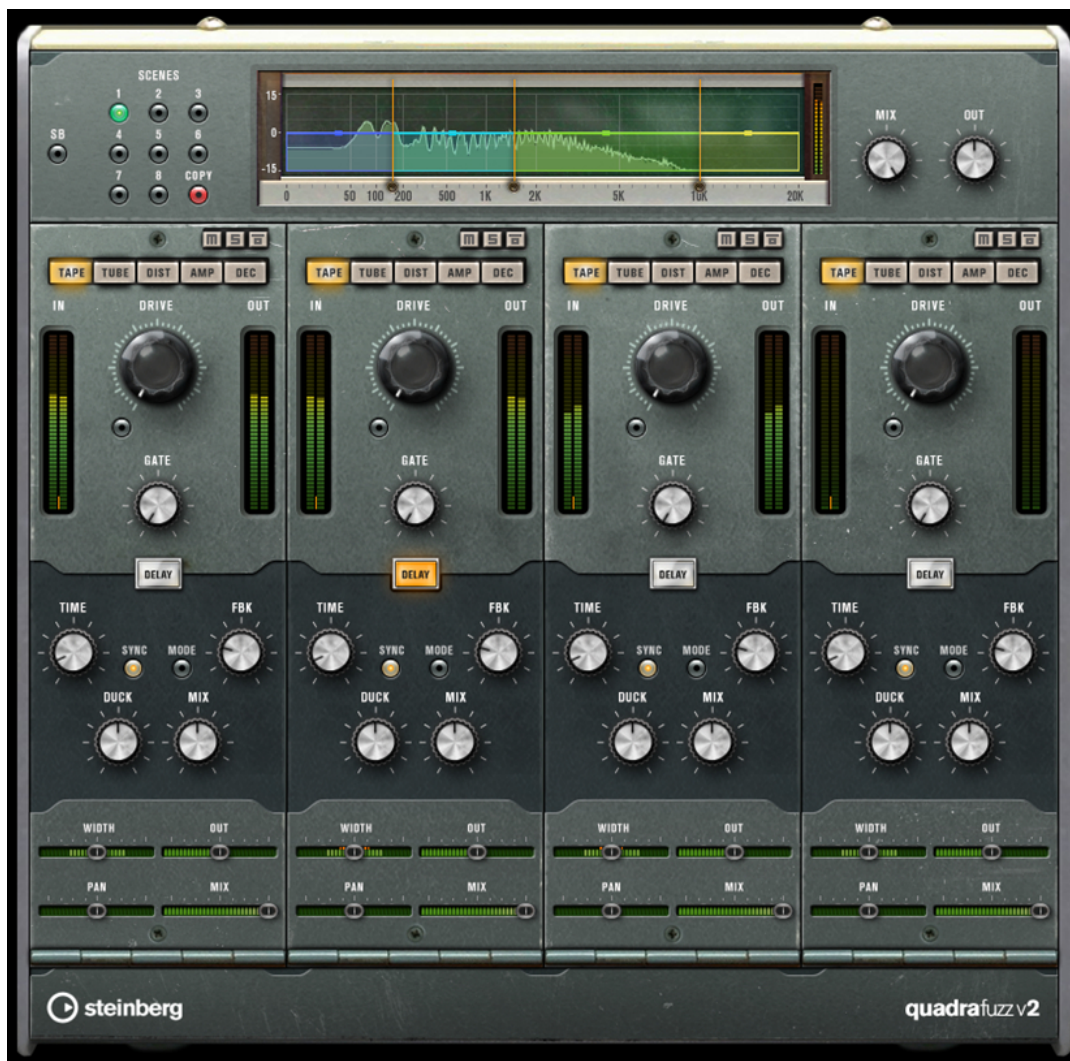 SCENES
1 2 3
SB 4 5 6
7 8 COPY
15
0
-15
0 50 100 200 500 1K 2K 5K 10K 20K
MIX OUT
M S M S M S M S
TAPE TUBE DIST AMP DEC TAPE TUBE DIST AMP DEC TAPE TUBE DIST AMP DEC TAPE TUBE DIST AMP DEC
IN DRIVE OUT IN DRIVE OUT IN DRIVE OUT IN DRIVE OUT
GATE GATE GATE GATE
DELAY DELAY DELAY DELAY
TIME FBK TIME FBK TIME FBK TIME FBK
SYNC MODE SYNC MODE SYNC MODE SYNC MODE
DUCK MIX DUCK MIX DUCK MIX DUCK MIX
WIDTH OUT WIDTH OUT WIDTH OUT WIDTH OUT
PAN MIX PAN MIX PAN MIX PAN MIX
steinberg quadrafuzz v2